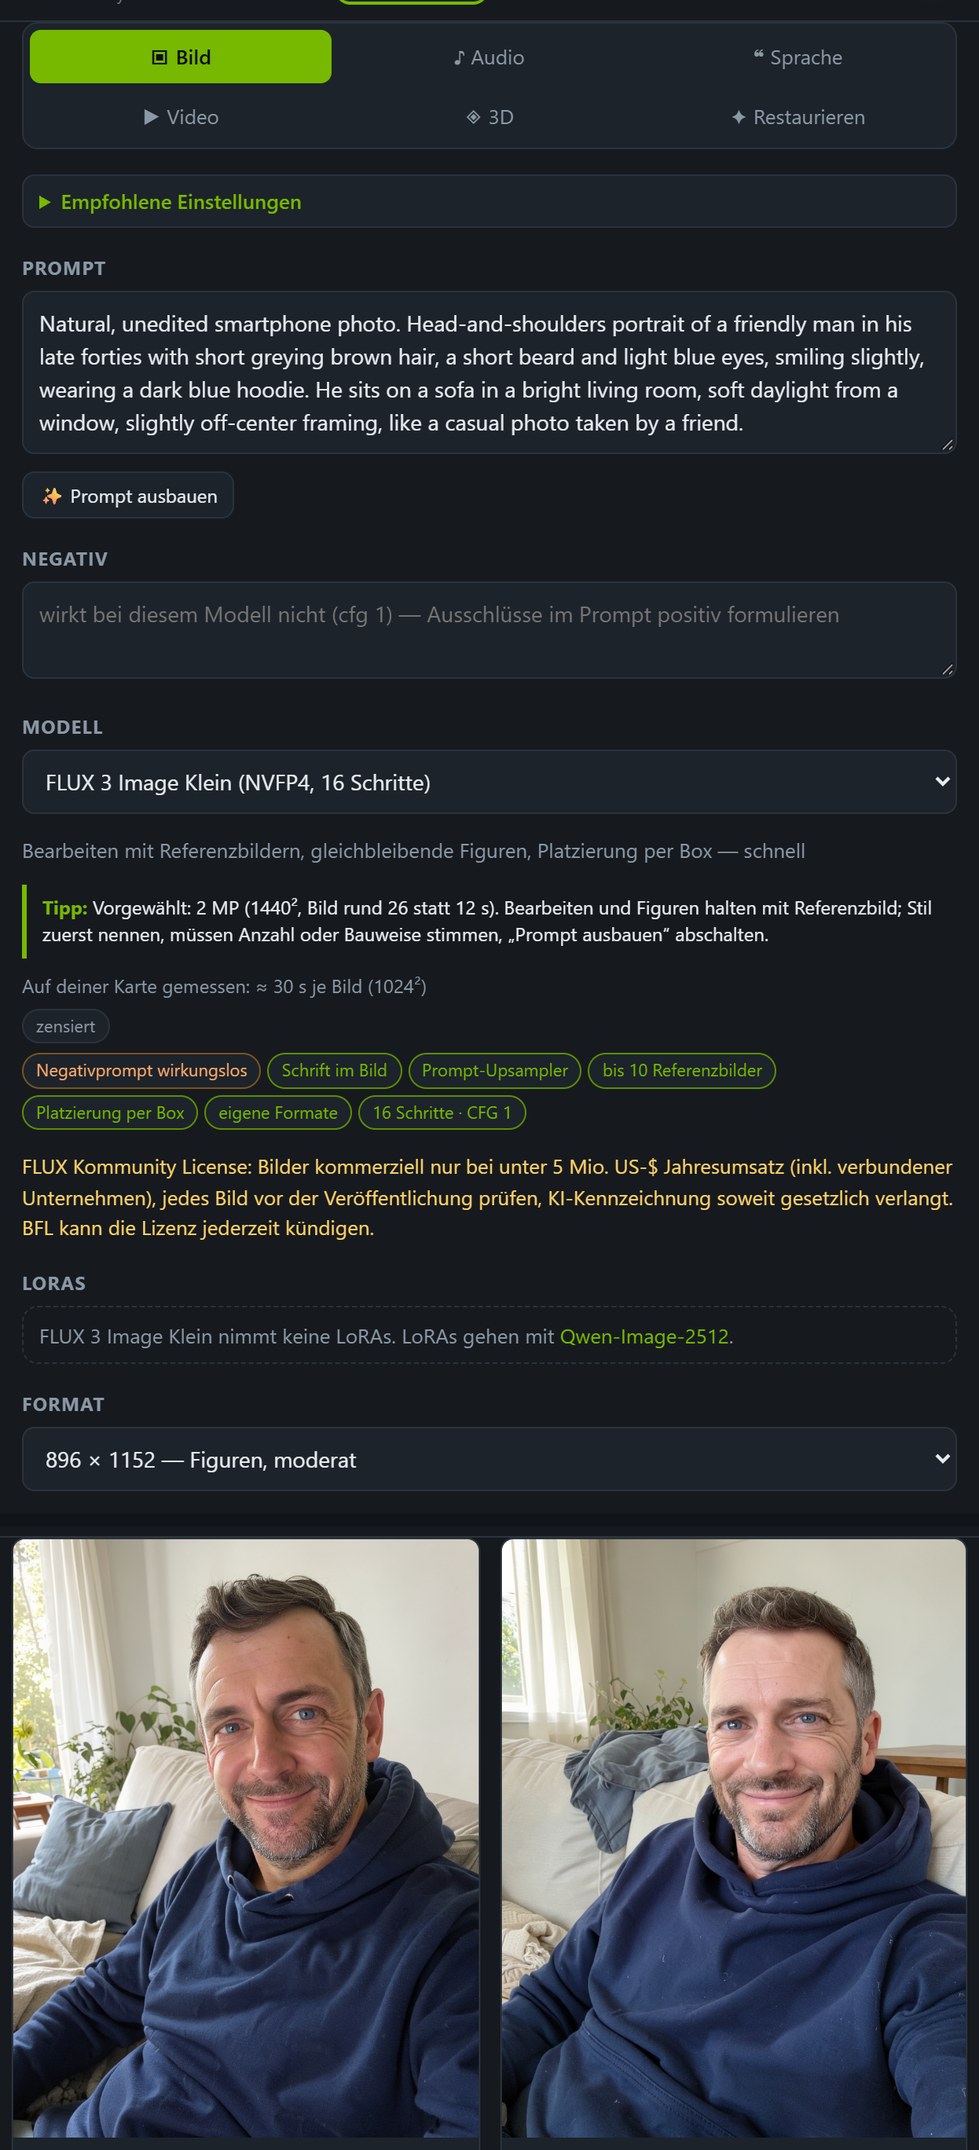 Bild
Audio
Sprache
Video
3D
Restaurieren
Empfohlene Einstellungen
PROMPT
Natural, unedited smartphone photo. Head-and-shoulders portrait of a friendly man in his
late forties with short greying brown hair, a short beard and light blue eyes, smiling slightly,
wearing a dark blue hoodie. He sits on a sofa in a bright living room, soft daylight from a
window, slightly off-center framing, like a casual photo taken by a friend.
Prompt ausbauen
NEGATIV
wirkt bei diesem Modell nicht (cfg 1) — Ausschlüsse im Prompt positiv formulieren
MODELL
FLUX 3 Image Klein (NVFP4, 16 Schritte)
Bearbeiten mit Referenzbildern, gleichbleibende Figuren, Platzierung per Box — schnell
Tipp: Vorgewählt: 2 MP (1440², Bild rund 26 statt 12 s). Bearbeiten und Figuren halten mit Referenzbild; Stil
zuerst nennen, müssen Anzahl oder Bauweise stimmen, „Prompt ausbauen“ abschalten.
Auf deiner Karte gemessen: ≈ 30 s je Bild (1024²)
zensiert
Negativprompt wirkungslos
Schrift im Bild
Prompt-Upsampler
bis 10 Referenzbilder
Platzierung per Box
eigene Formate
16 Schritte · CFG 1
FLUX Kommunity License: Bilder kommerziell nur bei unter 5 Mio. US-$ Jahresumsatz (inkl. verbundener
Unternehmen), jedes Bild vor der Veröffentlichung prüfen, KI-Kennzeichnung soweit gesetzlich verlangt.
BFL kann die Lizenz jederzeit kündigen.
LORAS
FLUX 3 Image Klein nimmt keine LoRAs. LoRAs gehen mit Qwen-Image-2512.
FORMAT
896 × 1152 — Figuren, moderat